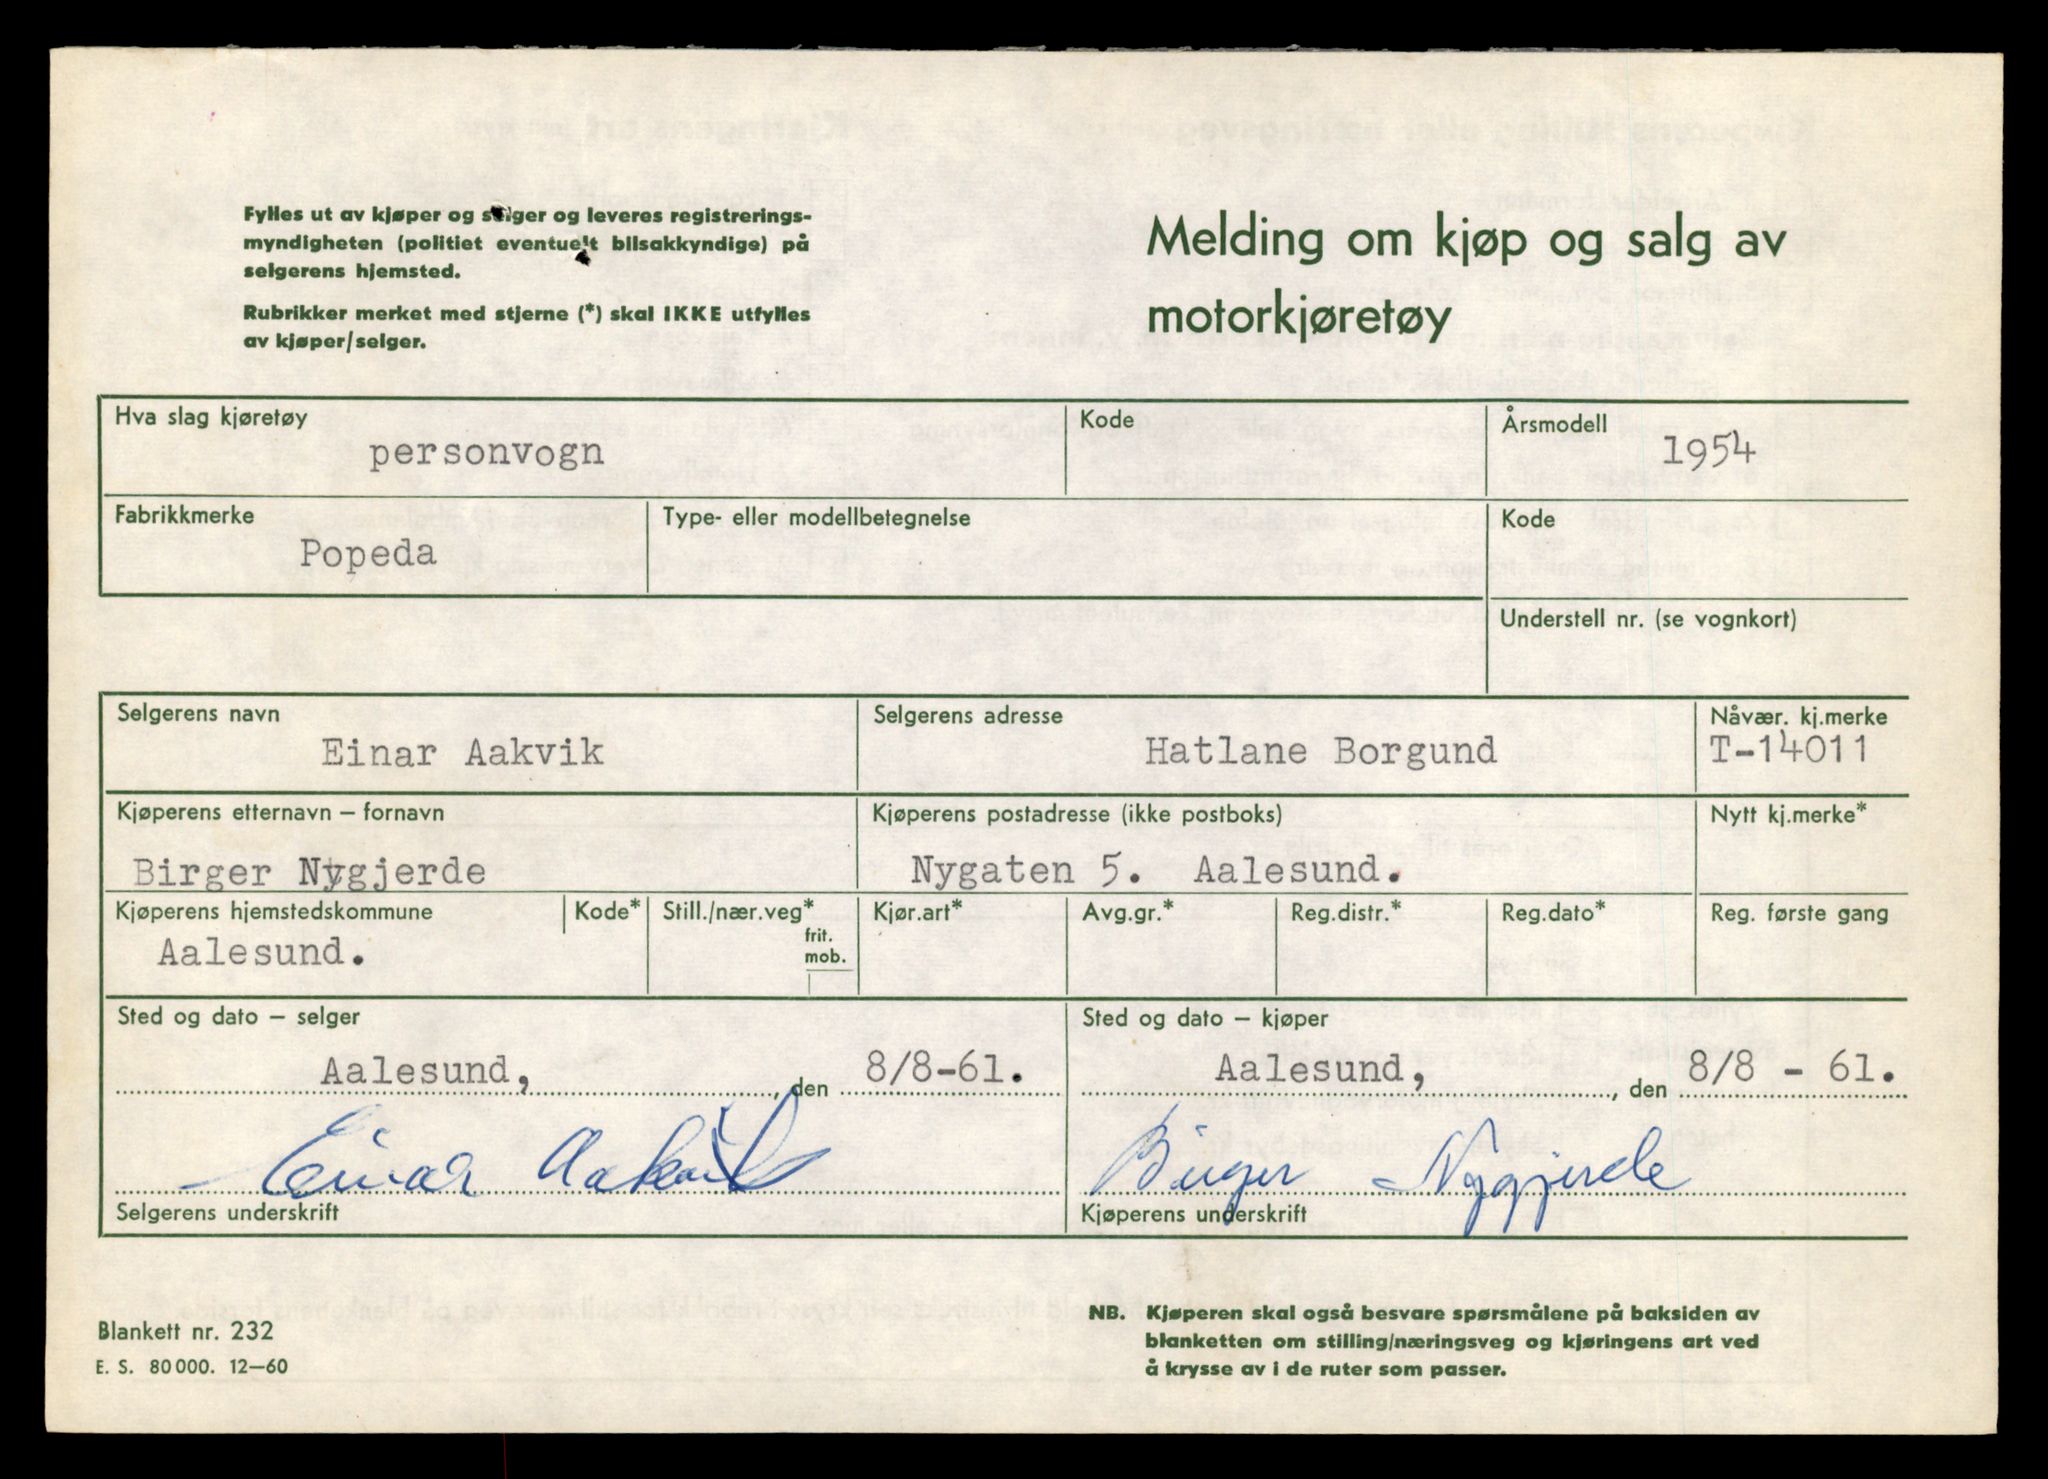 Fylles ut av kjøper og selger og leveres registrerings-
myndigheten (politiet eventuelt bilsakkyndige) på
selgerens hjemsted.
Rubrikker merket med stjerne (*) skal IKKE utfylles
av kjøper/selger.
Melding om kjøp og salg av
motorkjøretøy
Hva slag kjøretøy
personvogn
Kode
Årsmodell
1954
Fabrikkmerke
Popeda
Type- eller modellbetegnelse
Kode
Understell nr. (se vognkort)
Selgerens navn
Einar Aakvik
Selgerens adresse
Hatlane Borgund
Nåvær. kj.merke
T-14011
Kjøperens etternavn – fornavn
Birger Nygjerde
Kjøperens postadresse (ikke postboks)
Nygaten 5. Aalesund.
Nytt kj.merke*
Kjøperens hjemstedskommune
Aalesund.
Kode*
Still./nær.veg*
frit.
mob.
Kjør.art*
Avg.gr.*
Reg.distr.*
Reg.dato*
Reg. første gang
Sted og dato – selger
Aalesund, , den 8/8-61.
Einar Aakvik
Selgerens underskrift
Sted og dato – kjøper
Aalesund, , den 8/8 - 61.
Birger Nygjerde
Kjøperens underskrift
Blankett nr. 232
E. S. 80000. 12–60
NB. Kjøperen skal også besvare spørsmålene på baksiden av
blanketten om stilling/næringsveg og kjøringens art ved
å krysse av i de ruter som passer.